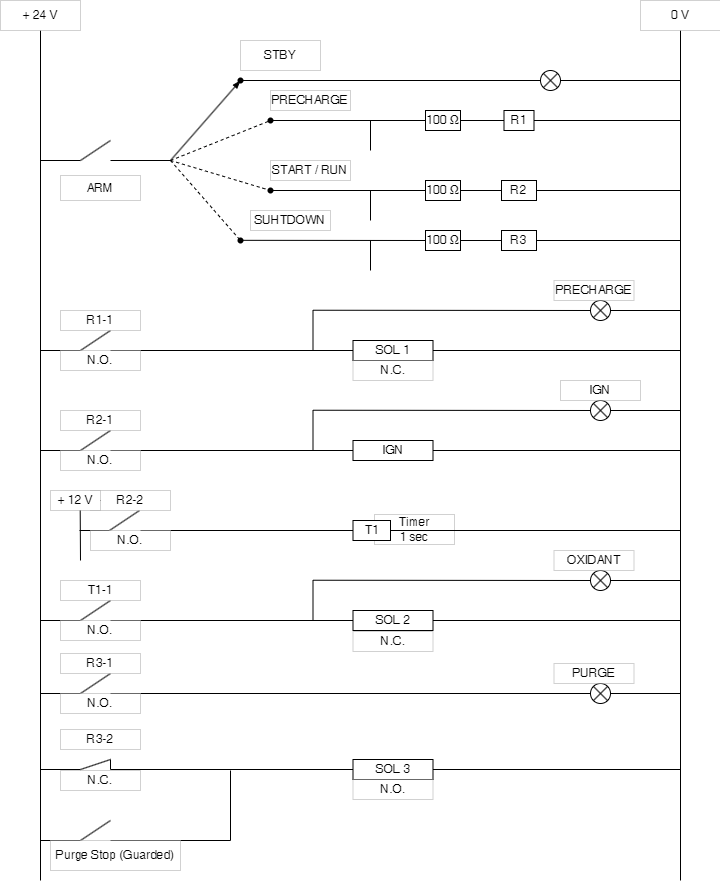 + 24 V
0 V
STBY
PRECHARGE
100 Ω
R1
ARM
START / RUN
100 Ω
R2
SUHTDOWN
100 Ω
R3
PRECHARGE
R1-1
N.O.
SOL 1
N.C.
IGN
R2-1
N.O.
IGN
+ 12 V
R2-2
N.O.
T1
Timer
1 sec
OXIDANT
T1-1
N.O.
SOL 2
N.C.
R3-1
N.O.
PURGE
R3-2
N.C.
SOL 3
N.O.
Purge Stop (Guarded)